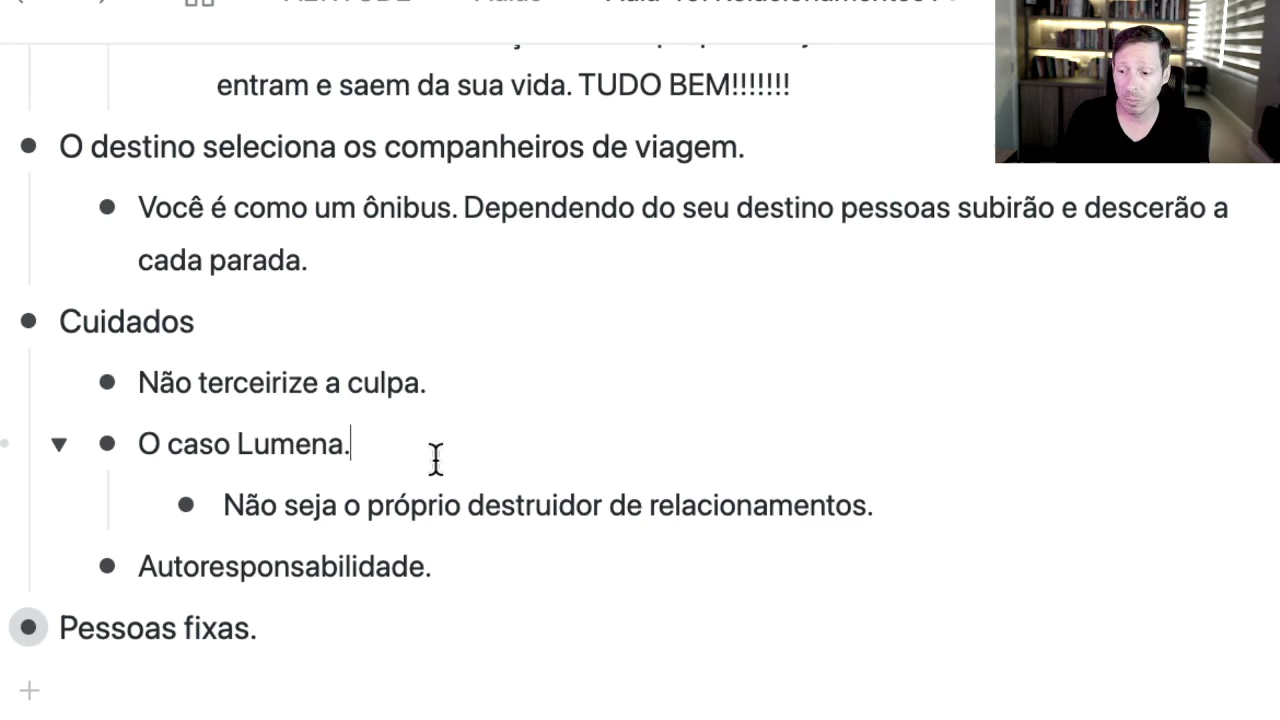 entram e saem da sua vida. TUDO BEM!!!!!!!
O destino seleciona os companheiros de viagem.
Você é como um ônibus. Dependendo do seu destino pessoas subirão e descerão a
cada parada.
Cuidados
Não terceirize a culpa.
O caso Lumena.
Não seja o próprio destruidor de relacionamentos.
Autoresponsabilidade.
Pessoas fixas.